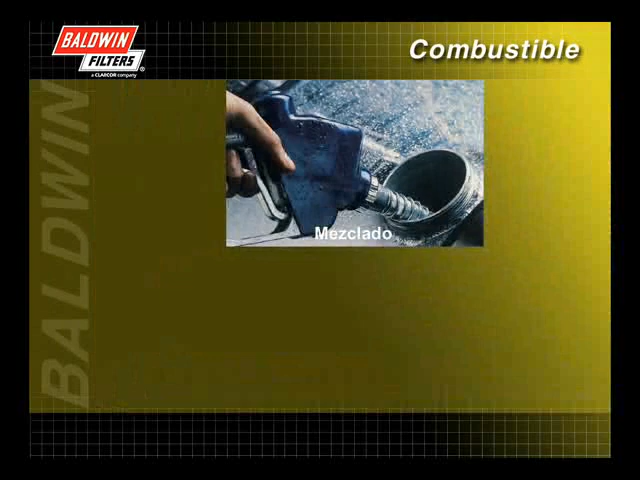 BALDWIN
FILTERS®
a CLARCOR company
Combustible
BALDWIN
Mezclado